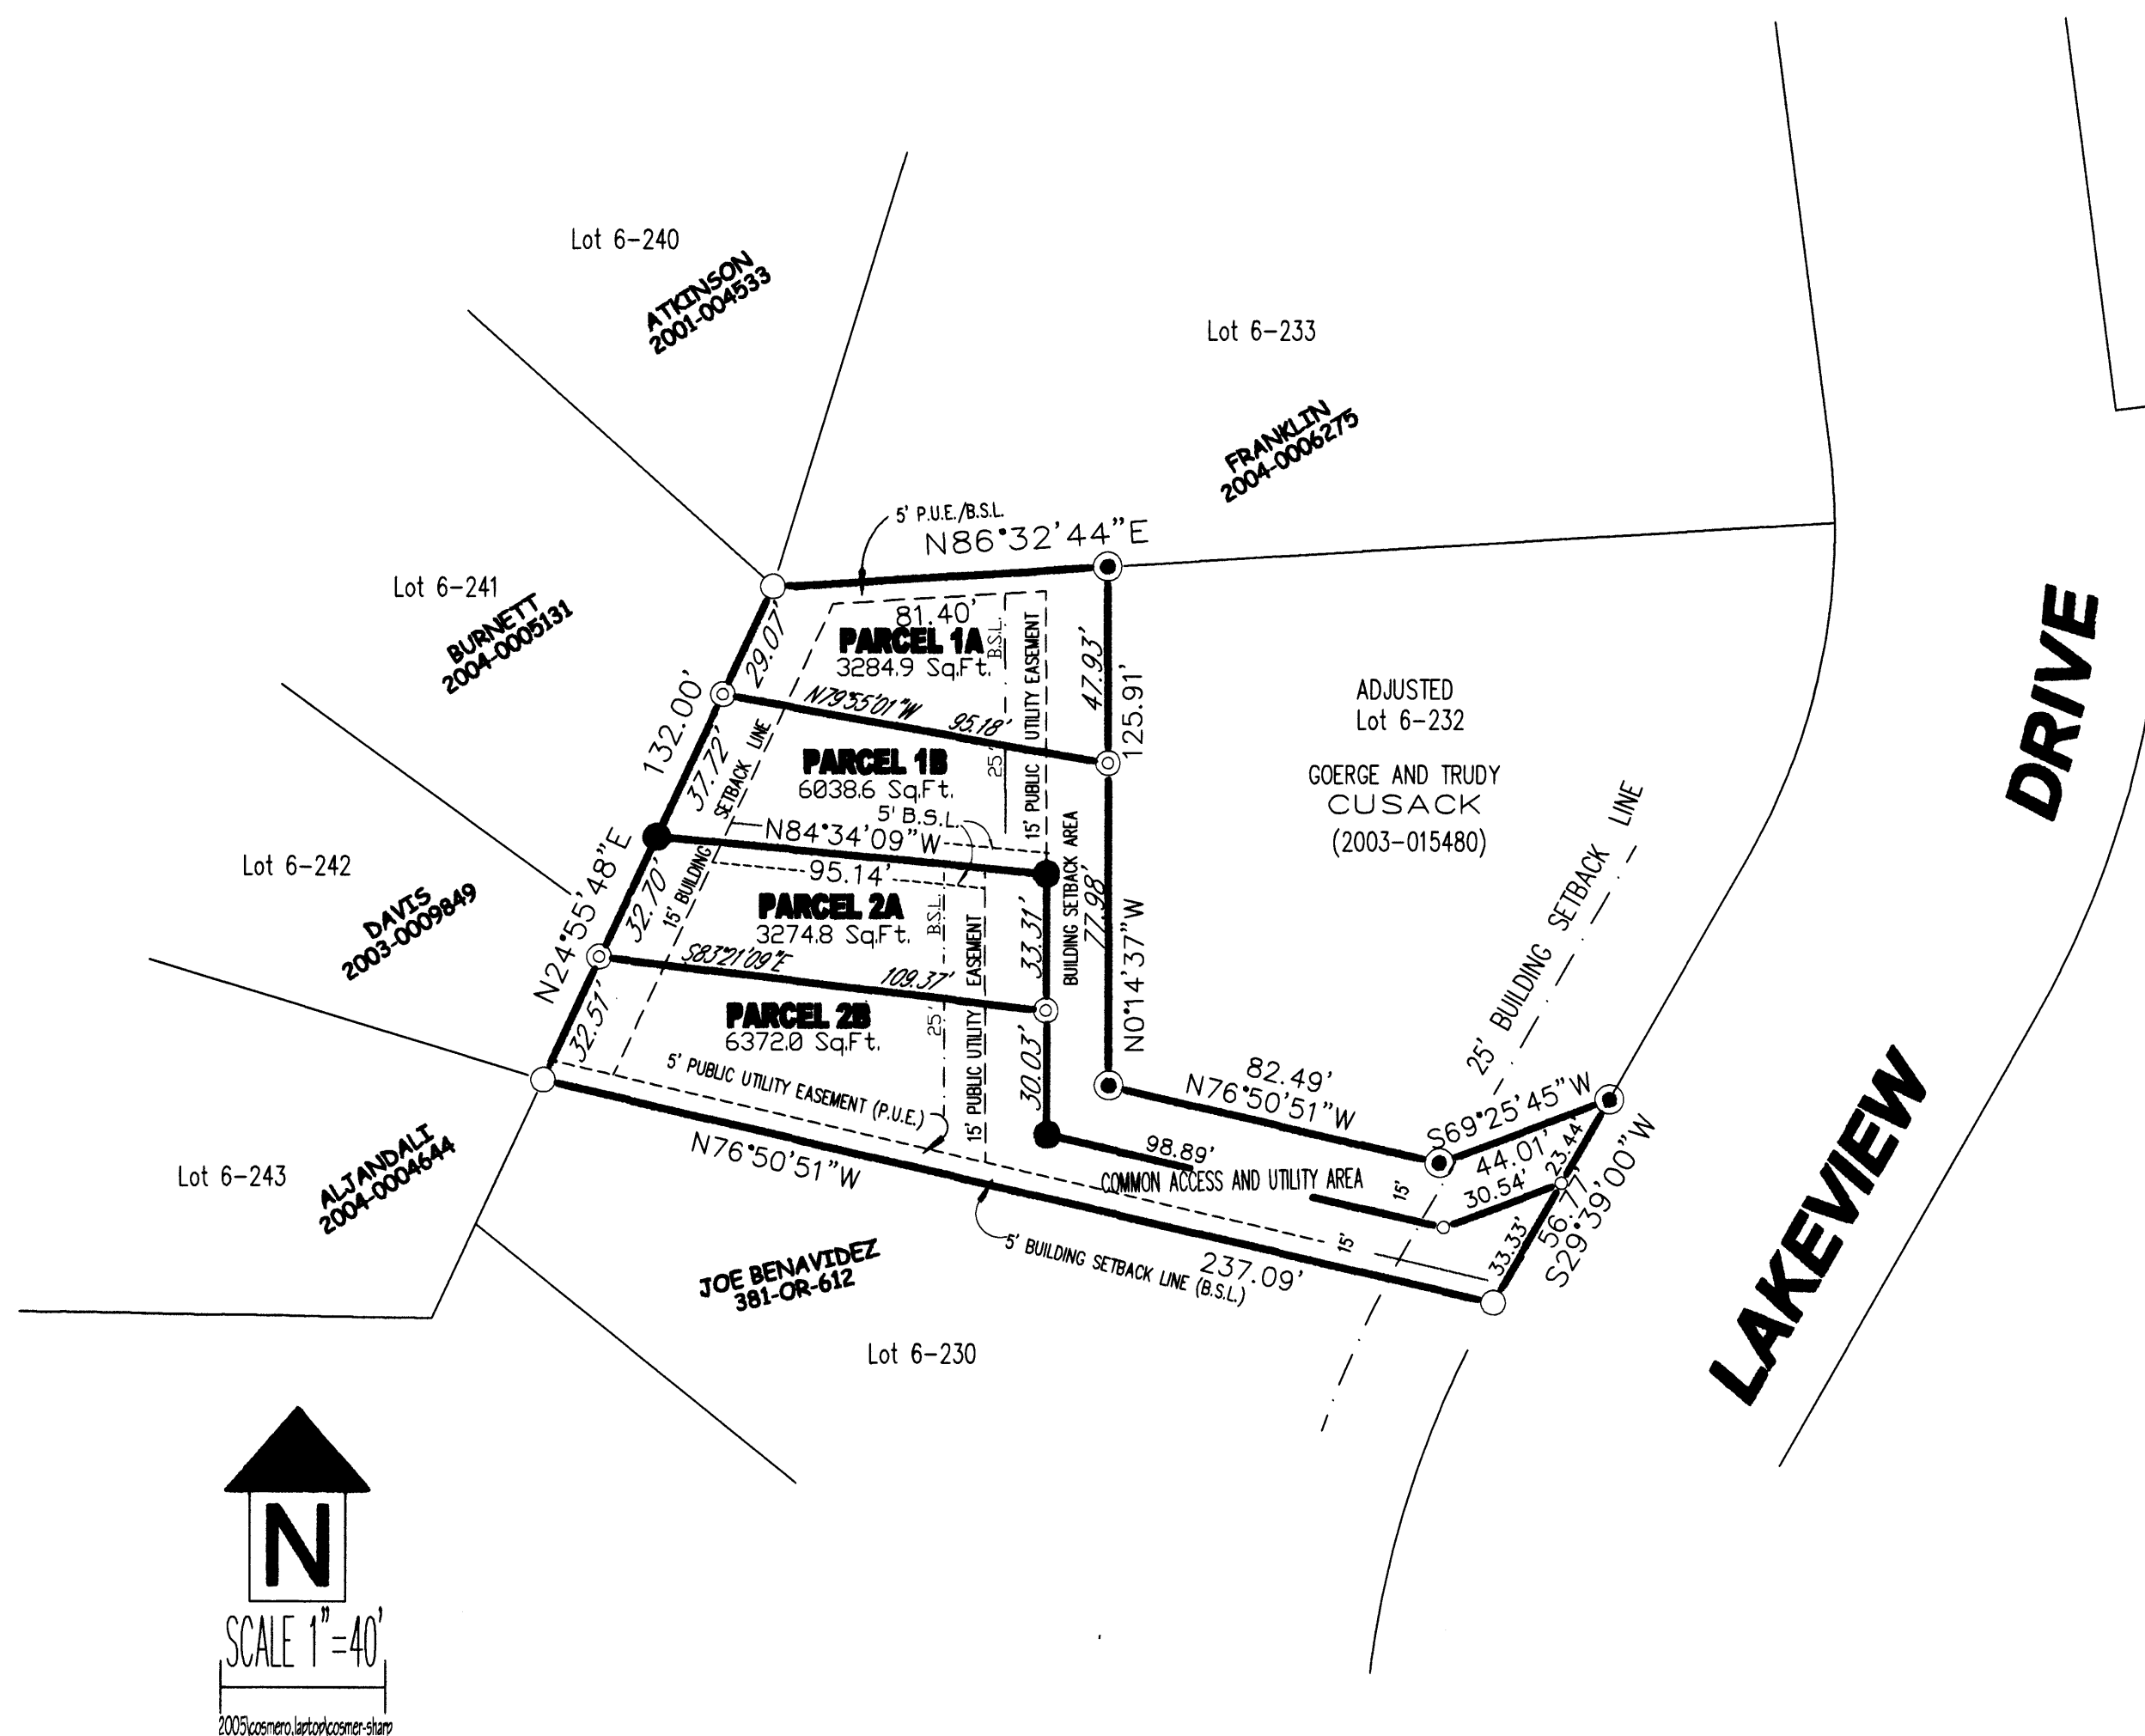 Lot 6-240
ATKINSON
2001-004533
Lot 6-233
FRANKLIN
2004-0006275
5' P.U.E./B.S.L.
N86°32'44"E
Lot 6-241
BURNETT
2004-0005131
81.40'
PARCEL 1A
3284.9 Sq.Ft.
29.07'
B.S.L.
25'
15' PUBLIC UTILITY EASEMENT
47.93'
125.91'
N79°55'01"W
95.18'
132.00'
37.72'
SETBACK LINE
PARCEL 1B
6038.6 Sq.Ft.
5' B.S.L.
N84°34'09"W
95.14'
ADJUSTED
Lot 6-232
GOERGE AND TRUDY
CUSACK
(2003-015480)
DRIVE
Lot 6-242
DAVIS
2003-0009849
N24°55'48"E
32.70'
15' BUILDING
PARCEL 2A
3274.8 Sq.Ft.
B.S.L.
25'
15' PUBLIC UTILITY EASEMENT
33.31'
BUILDING SETBACK AREA
77.98'
N0°14'37"W
S83°21'09"E
109.37'
32.51'
PARCEL 2B
6372.0 Sq.Ft.
30.03'
5' PUBLIC UTILITY EASEMENT (P.U.E.)
25' BUILDING SETBACK LINE
82.49'
N76°50'51"W
S69°25'45"W
44.01'
23.44'
30.54'
56.77'
S29°39'00"W
33.33'
98.89'
COMMON ACCESS AND UTILITY AREA
15'
15'
N76°50'51"W
237.09'
5' BUILDING SETBACK LINE (B.S.L.)
LAKEVIEW
Lot 6-243
ALJANDALI
2004-0004644
JOE BENAVIDEZ
381-OR-612
Lot 6-230
N
SCALE 1"=40'
2005\cosmero,laptop\cosmer-sharp